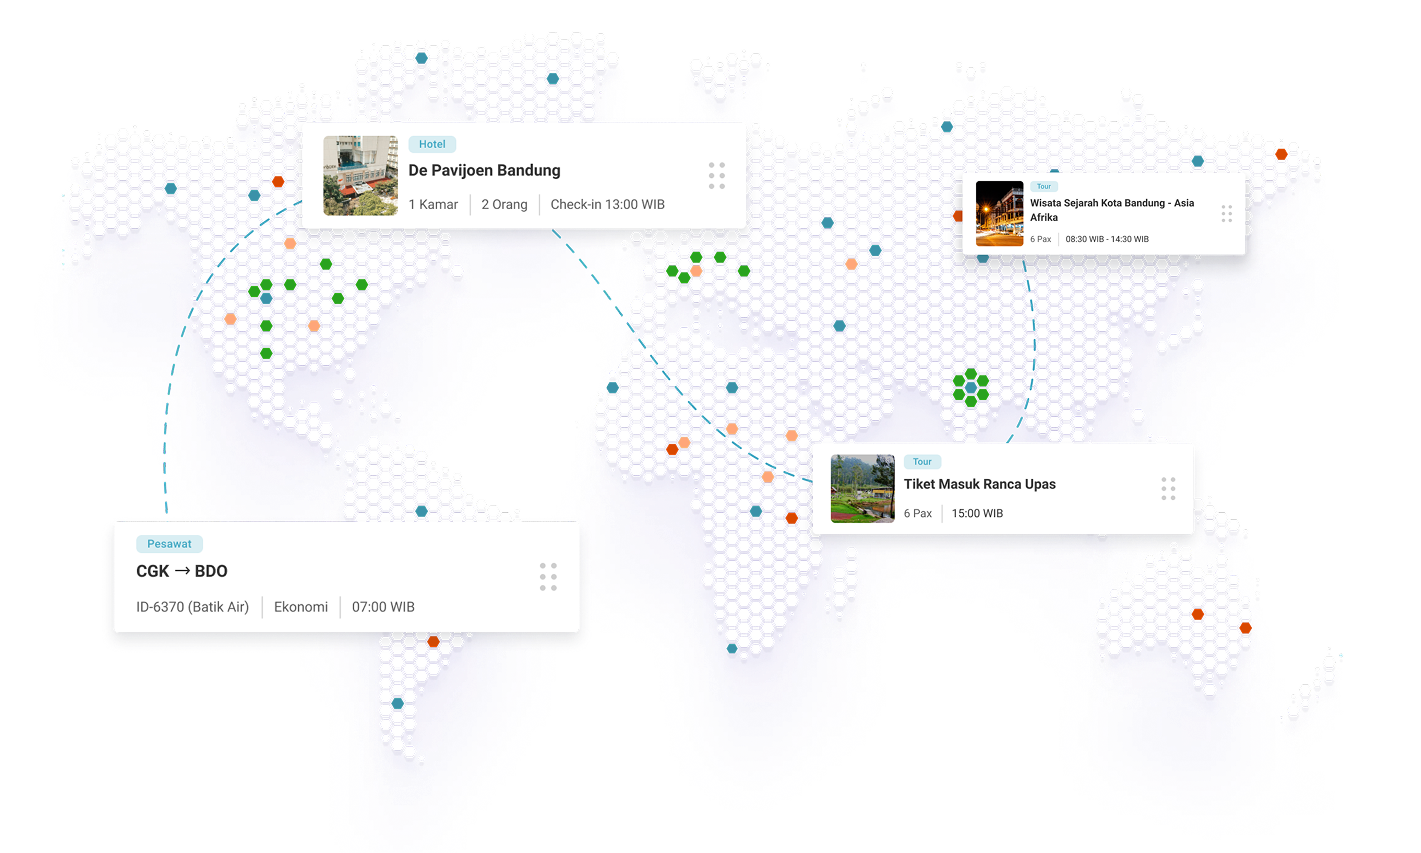 Hotel
De Pavijoen Bandung
1 Kamar
2 Orang
Check-in 13:00 WIB
Tour
Wisata Sejarah Kota Bandung - Asia
Afrika
6 Pax
08:30 WIB - 14:30 WIB
Tour
Tiket Masuk Ranca Upas
6 Pax
15:00 WIB
Pesawat
CGK → BDO
ID-6370 (Batik Air)
Ekonomi
07:00 WIB